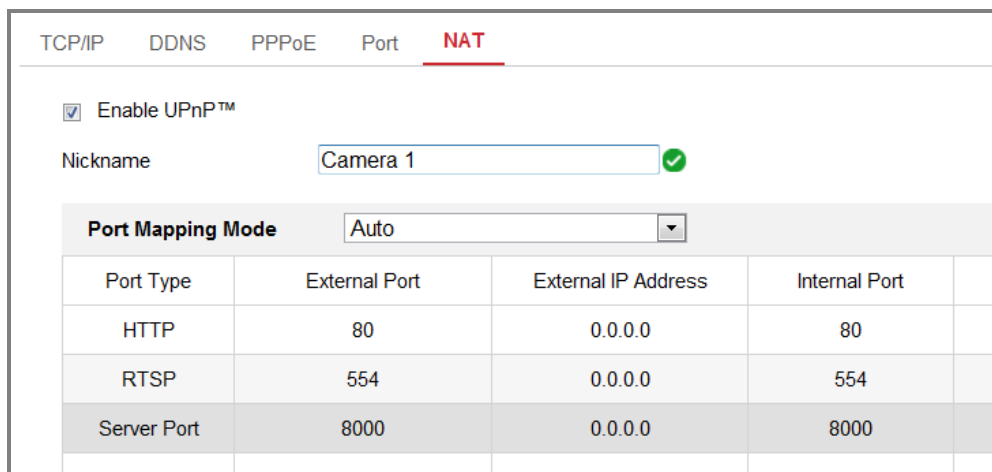 TCP/IP DDNS PPPoE Port NAT
Enable UPnP™
Nickname Camera 1
Port Mapping Mode Auto
Port Type External Port External IP Address Internal Port
HTTP 80 0.0.0.0 80
RTSP 554 0.0.0.0 554
Server Port 8000 0.0.0.0 8000